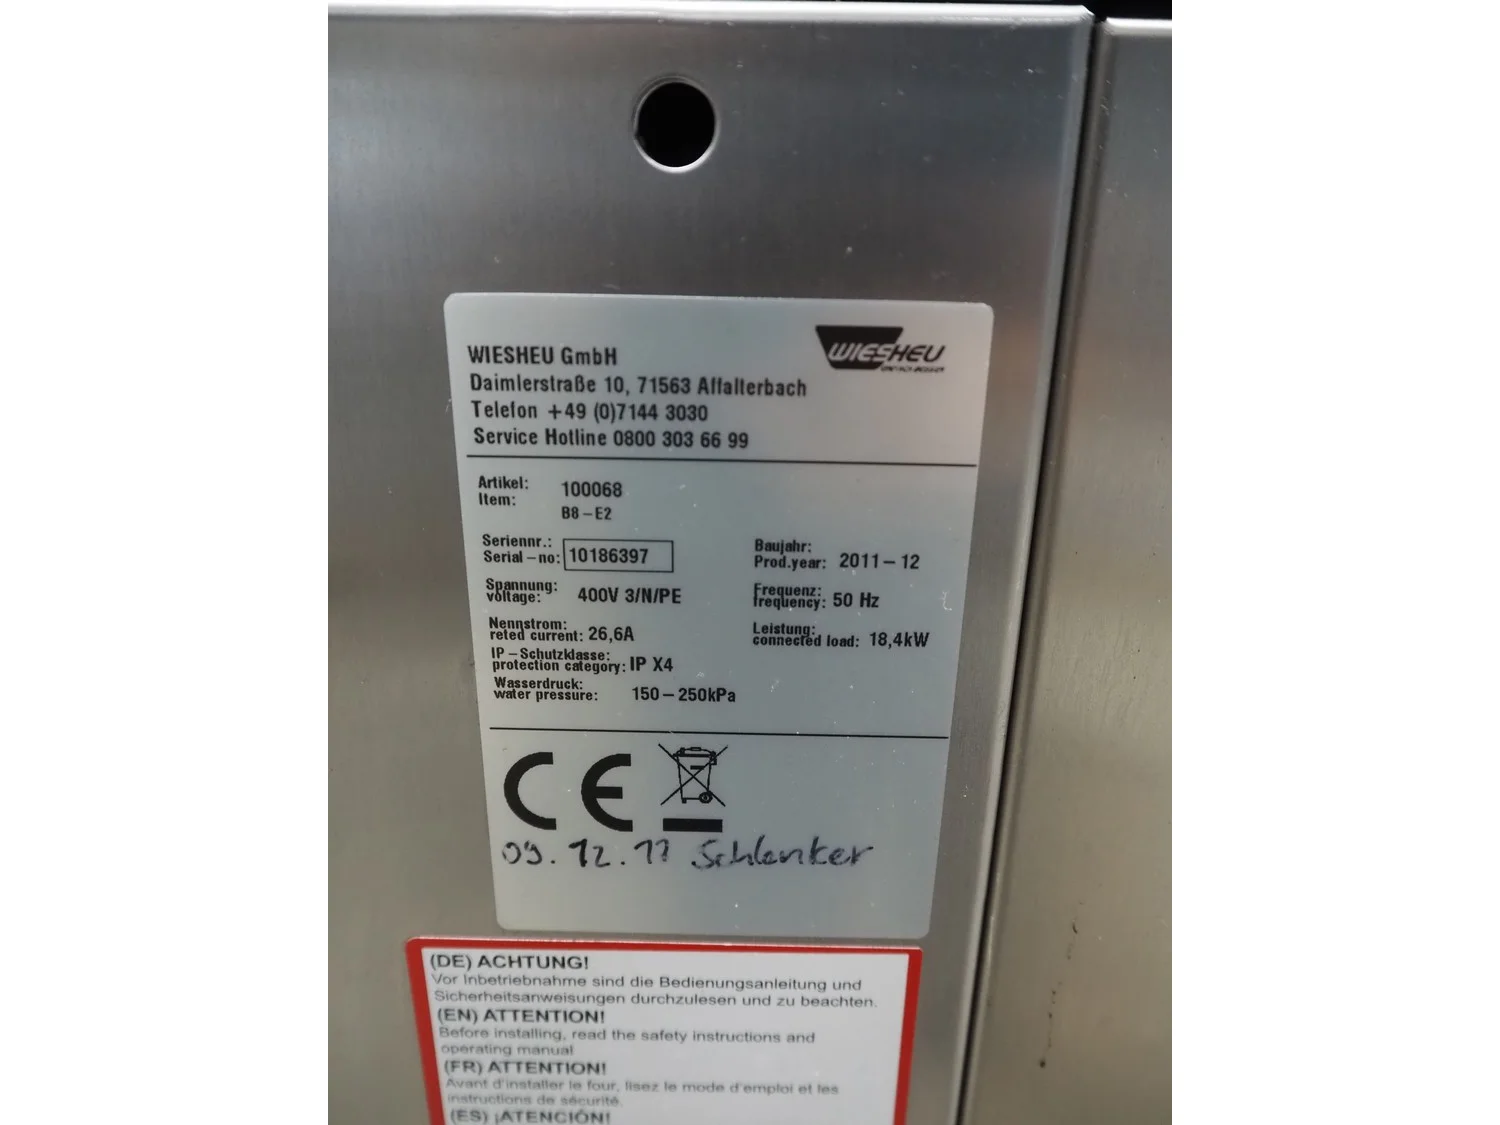 WIESHEU GmbH
Daimlerstraße 10, 71563 Affalterbach
Telefon +49 (0)7144 3030
Service Hotline 0800 303 66 99
WIESHEU
Artikel:
Item: 100068
B8-E2
Seriennr.:
Serial-no: 10186397
Baujahr:
Prod.year: 2011-12
Spannung:
voltage: 400V 3/N/PE
Frequenz:
frequency: 50 Hz
Nennstrom:
reted current: 26,6A
Leistung:
connected load: 18,4kW
IP-Schutzklasse:
protection category: IP X4
Wasserdruck:
water pressure: 150-250kPa
CE
09.12.11 Schlenker
(DE) ACHTUNG!
Vor Inbetriebnahme sind die Bedienungsanleitung und
Sicherheitsanweisungen durchzulesen und zu beachten.
(EN) ATTENTION!
Before installing, read the safety instructions and
operating manual
(FR) ATTENTION!
Avant d'installer le four, lisez le mode d'emploi et les
instructions de sécurité.
(ES) ¡ATENCIÓN!